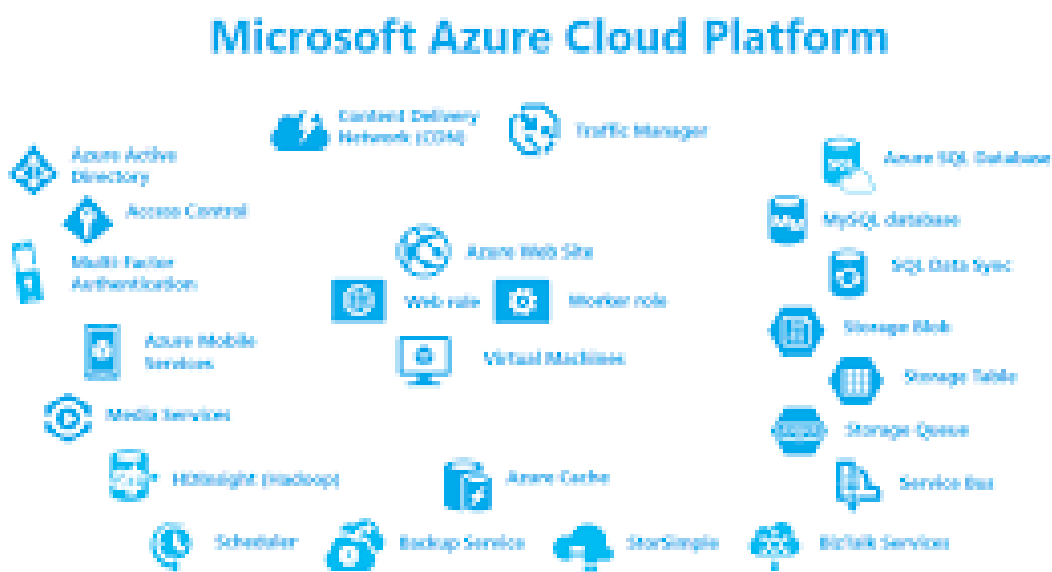 Microsoft Azure Cloud Platform
Content Delivery
Network (CDN)
Traffic Manager
Azure Active
Directory
Azure SQL Database
Access Control
MySQL database
Azure Web Site
Multi-Factor
Authentication
SQL Data Sync
Web role
Worker role
Azure Mobile
Services
Virtual Machines
Storage Blob
Storage Table
Media Services
Storage Queue
HDInsight (Hadoop)
Azure Cache
Service Bus
Scheduler
Backup Service
StorSimple
BizTalk Services